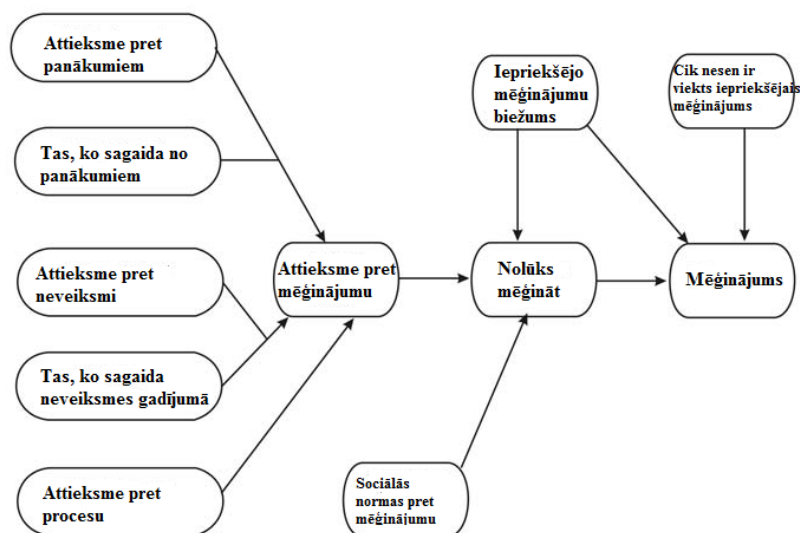 Attieksme pret
panākumiem
Tas, ko sagaida no
panākumiem
Attieksme pret
neveiksmi
Tas, ko sagaida
neveiksmes gadījumā
Attieksme pret
procesu
Attieksme pret
mēģinājumu
Sociālās
normas pret
mēģinājumu
Iepriekšējo
mēģinājumu
biežums
Nolūks
mēģināt
Cik nesen ir
viekts iepriekšējais
mēģinājums
Mēģinājums